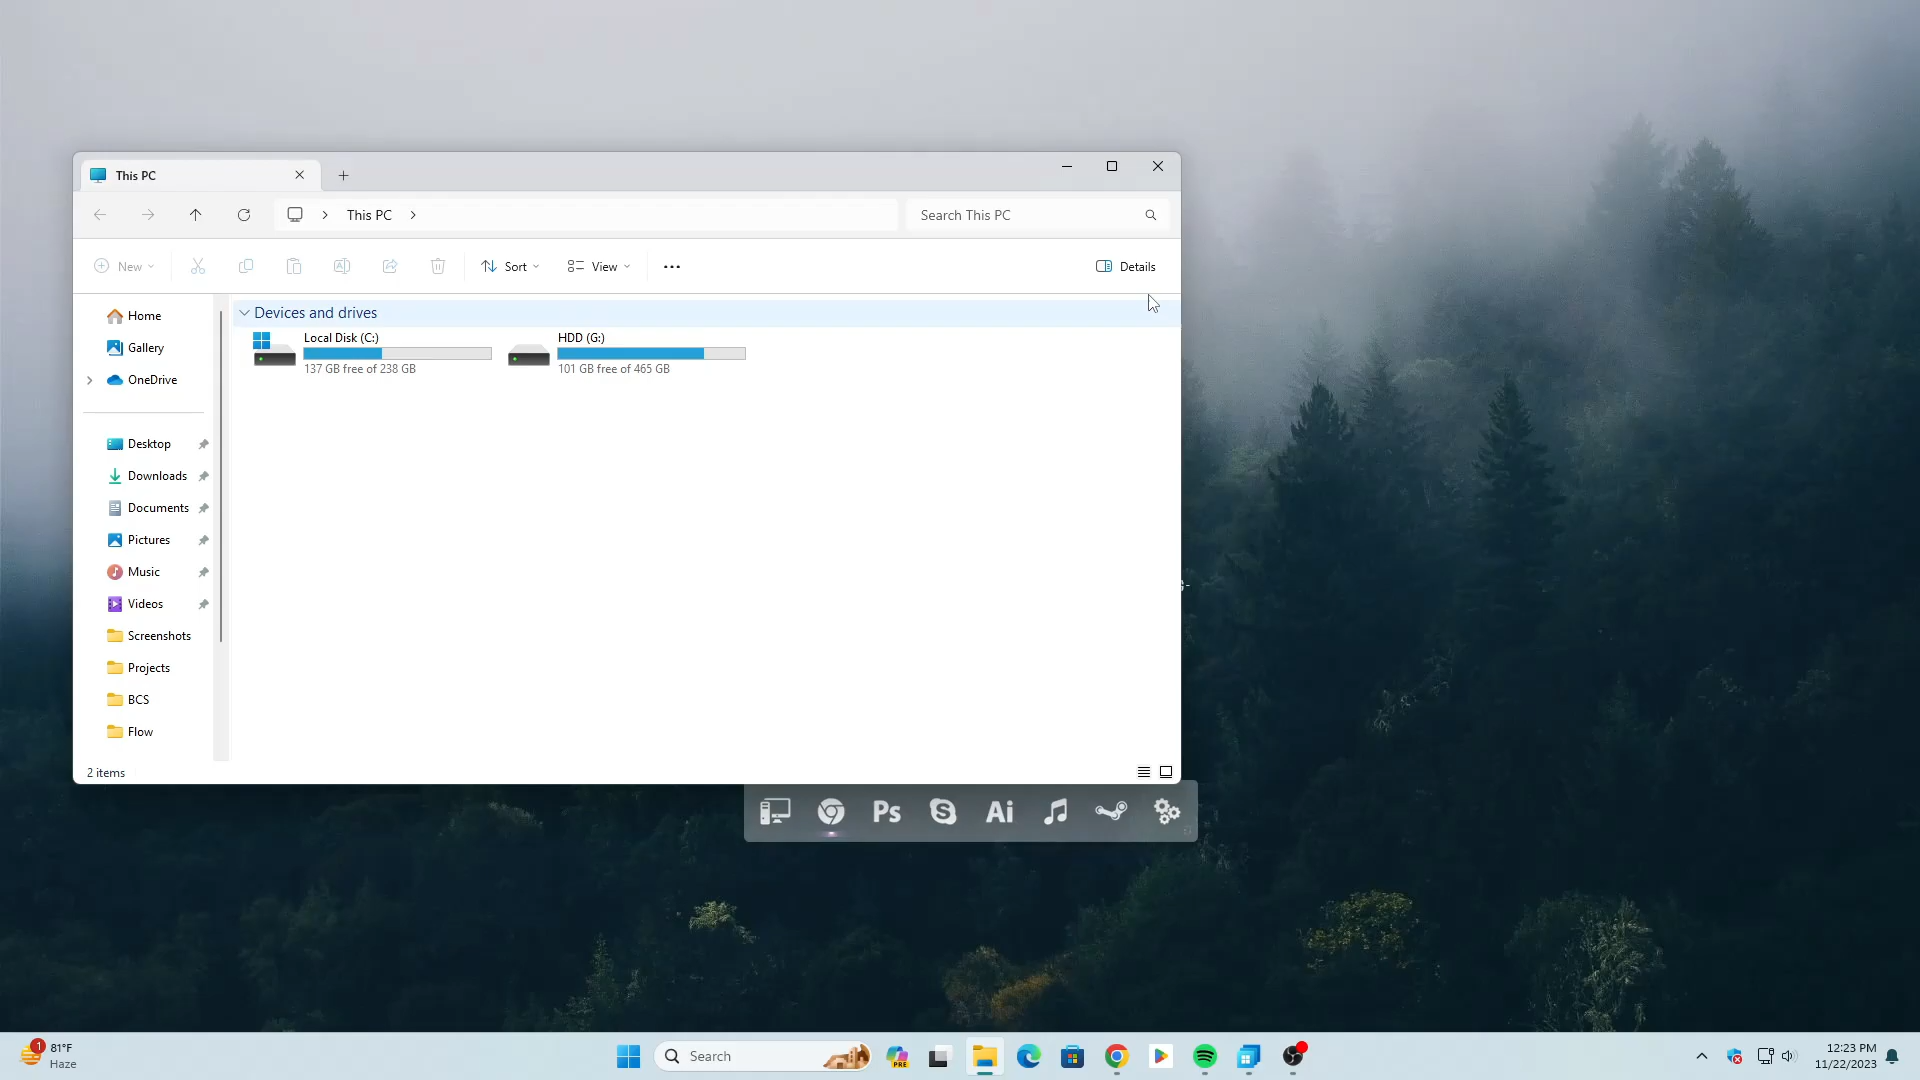 This PC
This PC
Search This PC
New
Sort
View
Details
Home
Gallery
OneDrive
Desktop
Downloads
Documents
Pictures
Music
Videos
Screenshots
Projects
BCS
Flow
Devices and drives
Local Disk (C:)
137 GB free of 238 GB
HDD (G:)
101 GB free of 465 GB
2 items
Ps
Ai
1
81°F
Haze
Search
PRE
12:23 PM
11/22/2023